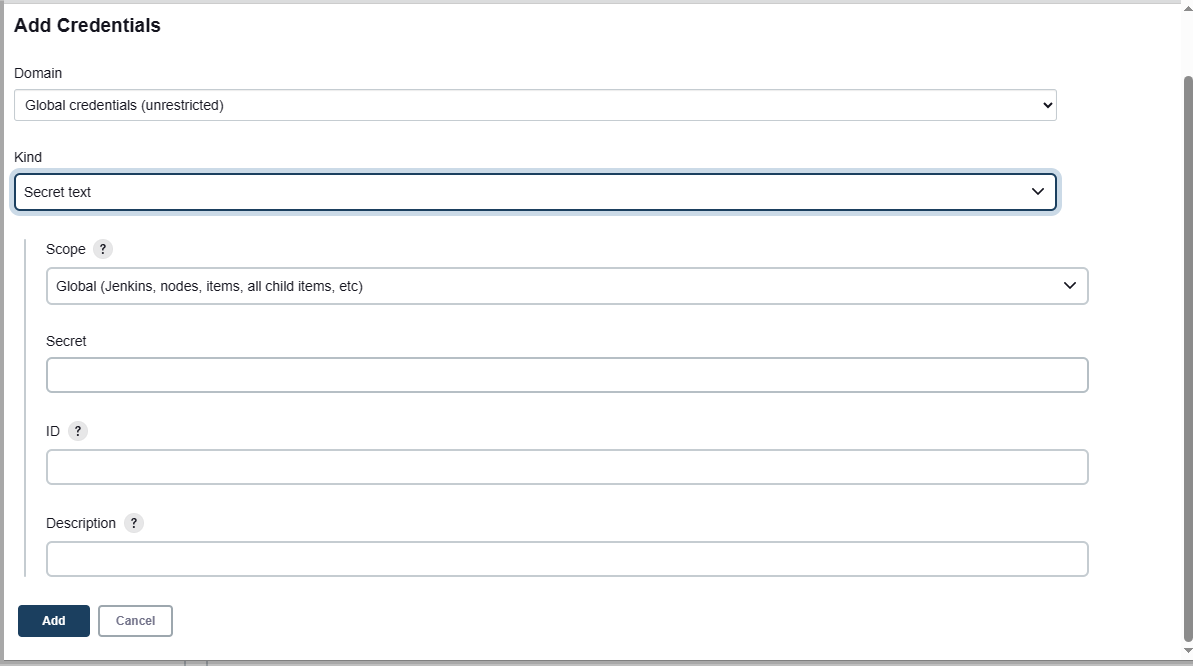 Add Credentials
Domain
Global credentials (unrestricted)
Kind
Secret text
Scope ?
Global (Jenkins, nodes, items, all child items, etc)
Secret
ID ?
Description ?
Add Cancel